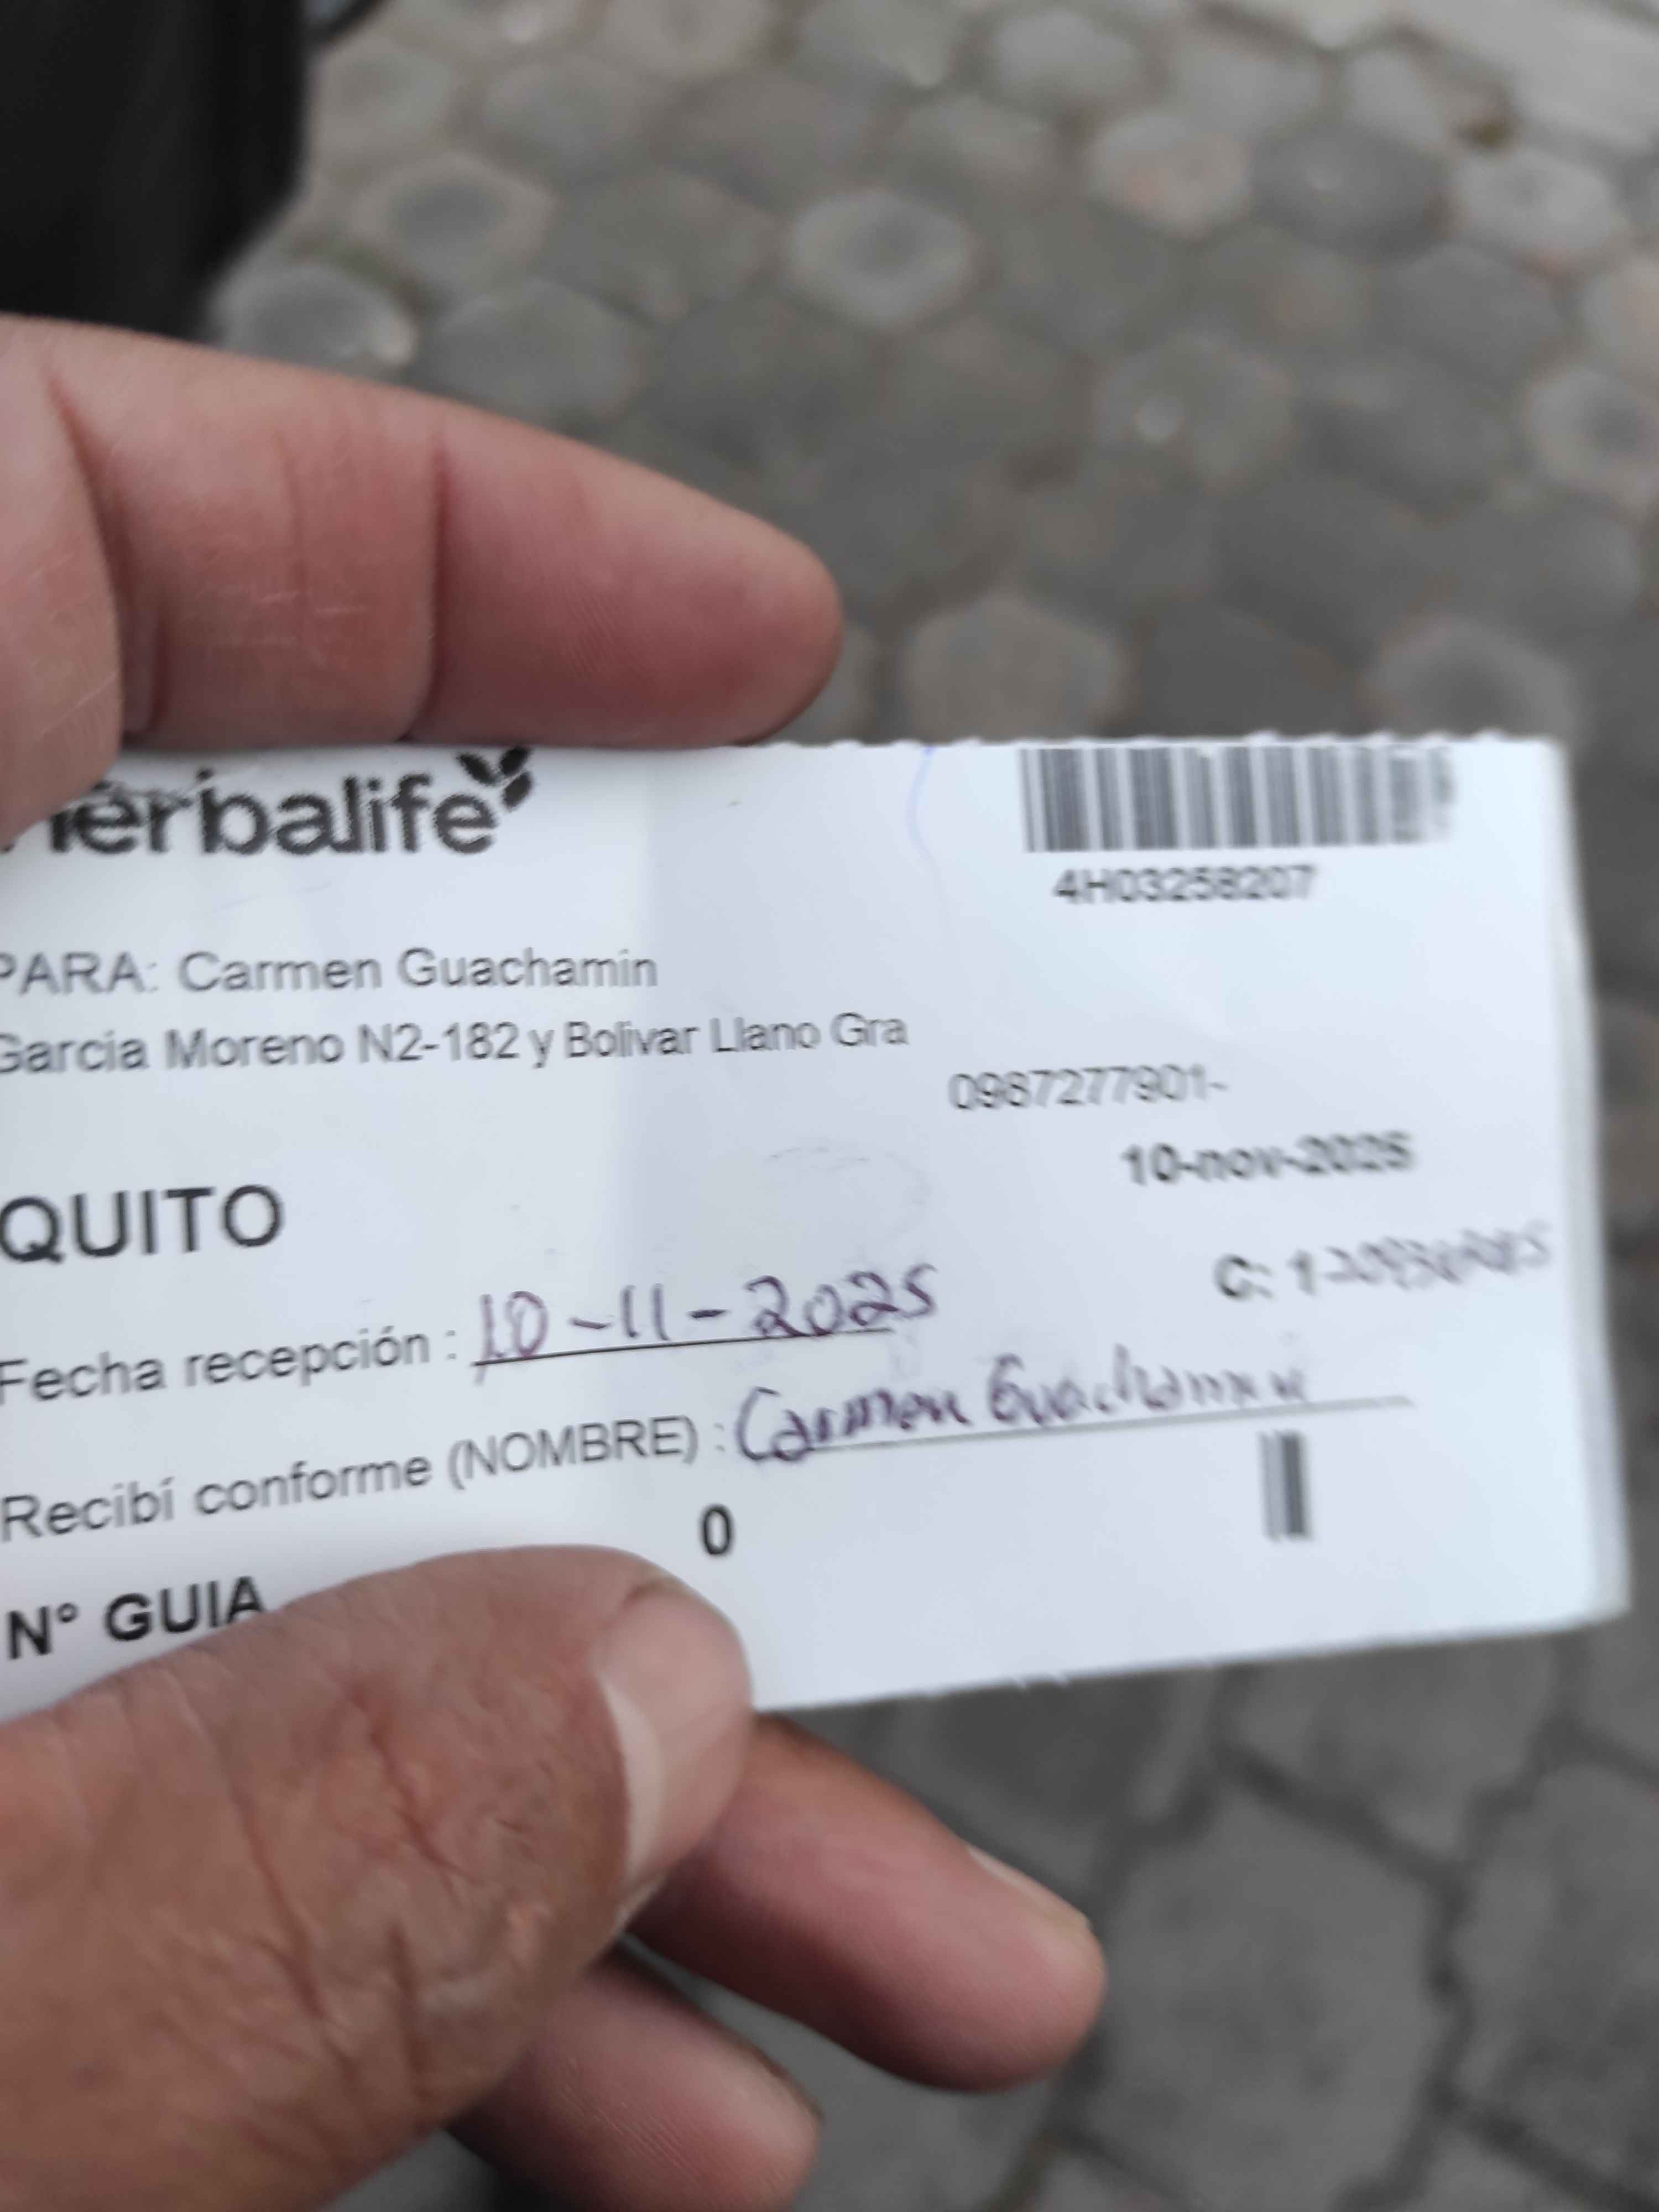 herbalife
4H03258207
PARA: Carmen Guachamin
Garcia Moreno N2-182 y Bolivar Llano Gra
0987277901-
10-nov-2025
QUITO
C:
Fecha recepción : 10-11-2025
Recibí conforme (NOMBRE) : Carmen Guachamin
0
N° GUIA